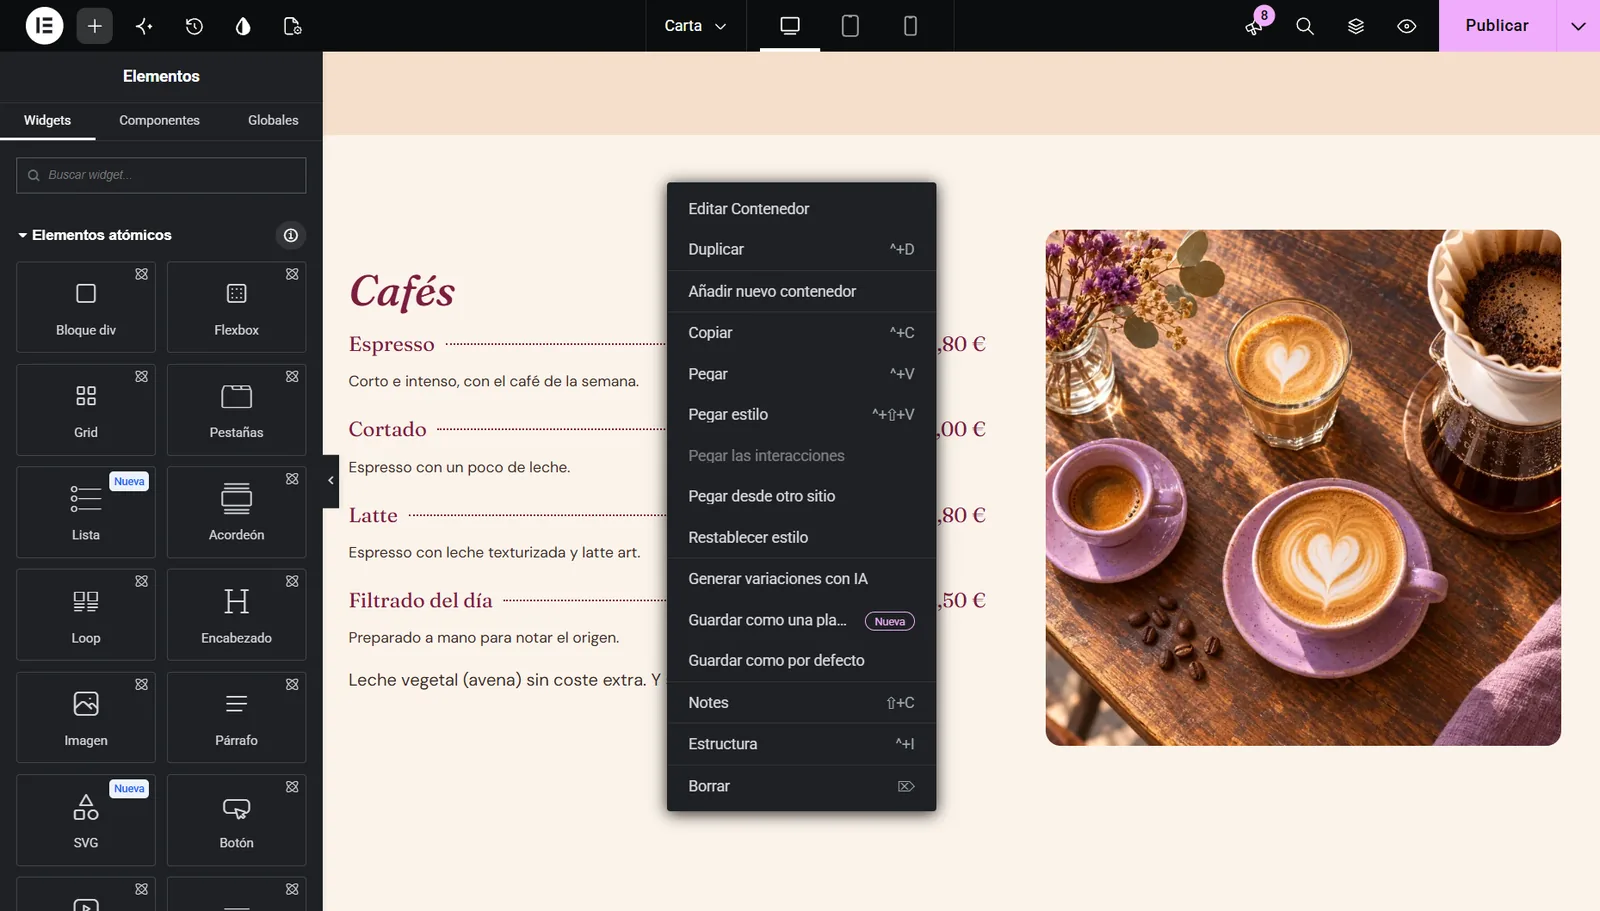 Carta
8
Publicar
Elementos
Widgets
Componentes
Globales
Buscar widget...
Elementos atómicos
Bloque div
Flexbox
Grid
Pestañas
Nueva
Lista
Acordeón
Loop
Encabezado
Imagen
Párrafo
Nueva
SVG
Botón
Cafés
Espresso
,80 €
Corto e intenso, con el café de la semana.
Cortado
,00 €
Espresso con un poco de leche.
Latte
,80 €
Espresso con leche texturizada y latte art.
Filtrado del día
,50 €
Preparado a mano para notar el origen.
Leche vegetal (avena) sin coste extra. Y
Editar Contenedor
Duplicar ^+D
Añadir nuevo contenedor
Copiar ^+C
Pegar ^+V
Pegar estilo ^+⇧+V
Pegar las interacciones
Pegar desde otro sitio
Restablecer estilo
Generar variaciones con IA
Guardar como una pla... Nueva
Guardar como por defecto
Notes ⇧+C
Estructura ^+I
Borrar ⌦